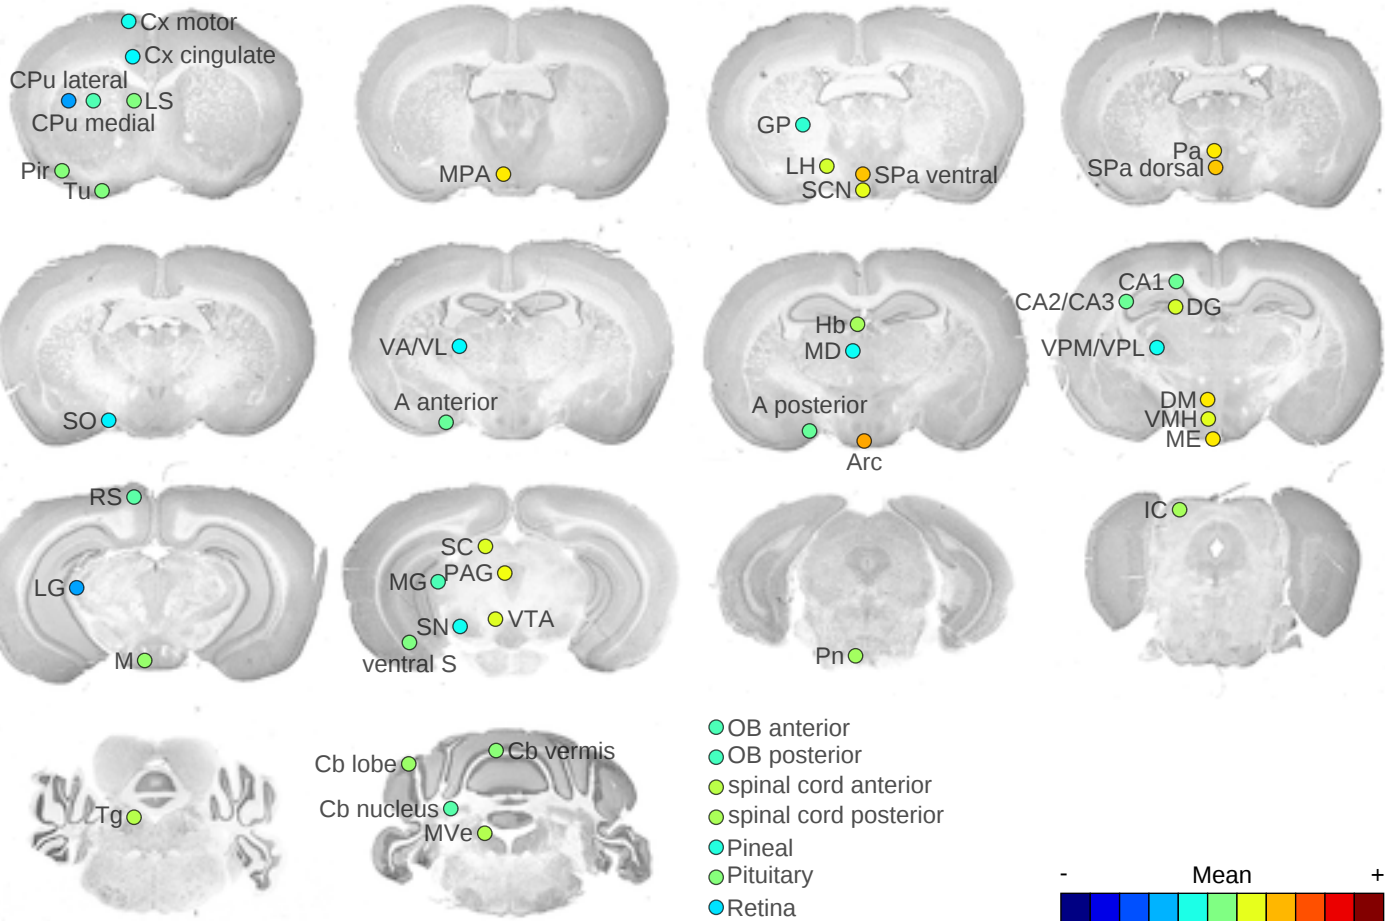 Cx motor
Cx cingulate
CPu lateral
LS
CPu medial
Pir
Tu
MPA
GP
LH
SPa ventral
SCN
Pa
SPa dorsal
SO
VA/VL
A anterior
Hb
MD
A posterior
Arc
CA1
CA2/CA3
DG
VPM/VPL
DM
VMH
ME
RS
LG
M
SC
PAG
MG
VTA
SN
ventral S
Pn
IC
Tg
Cb lobe
Cb vermis
Cb nucleus
MVe
OB anterior
OB posterior
spinal cord anterior
spinal cord posterior
Pineal
Pituitary
Retina
- Mean +